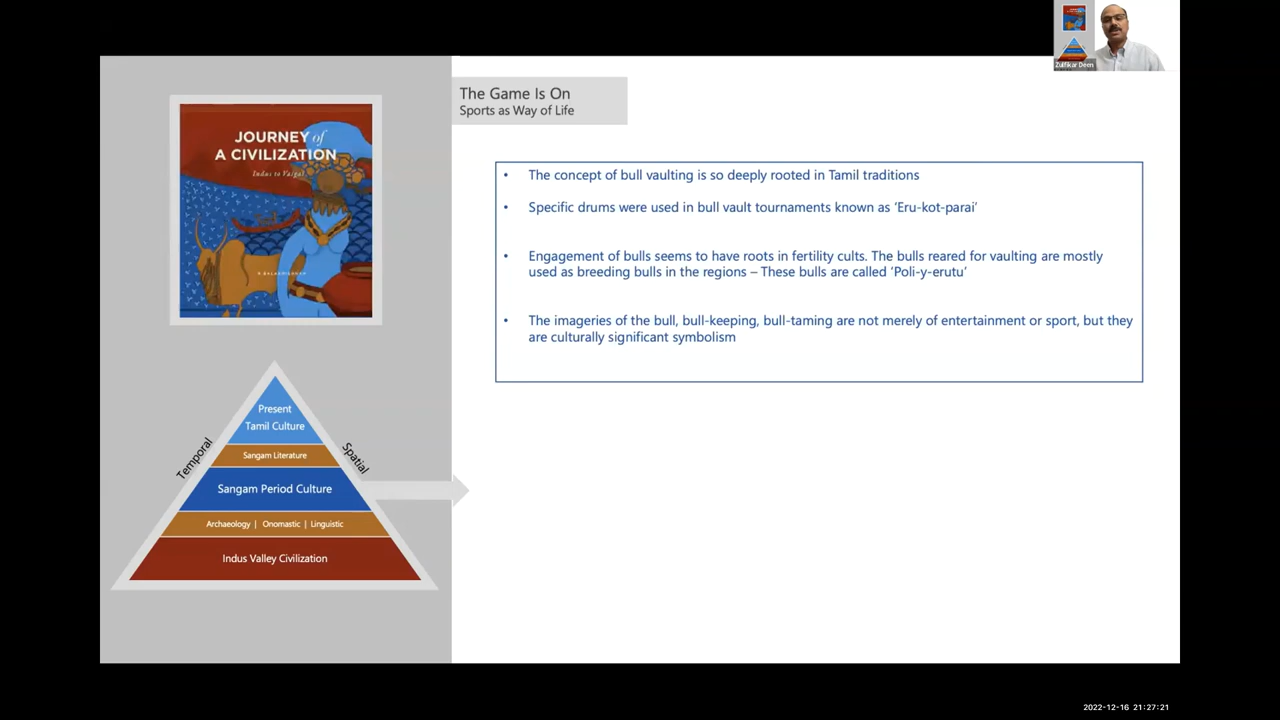 Zulfikar Deen
The Game Is On
Sports as Way of Life
JOURNEY of
A CIVILIZATION
Indus to Vaigai
R BALAKRISHNAN
• The concept of bull vaulting is so deeply rooted in Tamil traditions
• Specific drums were used in bull vault tournaments known as ‘Eru-kot-parai’
• Engagement of bulls seems to have roots in fertility cults. The bulls reared for vaulting are mostly
used as breeding bulls in the regions – These bulls are called ‘Poli-y-erutu’
• The imageries of the bull, bull-keeping, bull-taming are not merely of entertainment or sport, but they
are culturally significant symbolism
Temporal
Spatial
Present
Tamil Culture
Sangam Literature
Sangam Period Culture
Archaeology | Onomastic | Linguistic
Indus Valley Civilization
2022-12-16 21:27:21